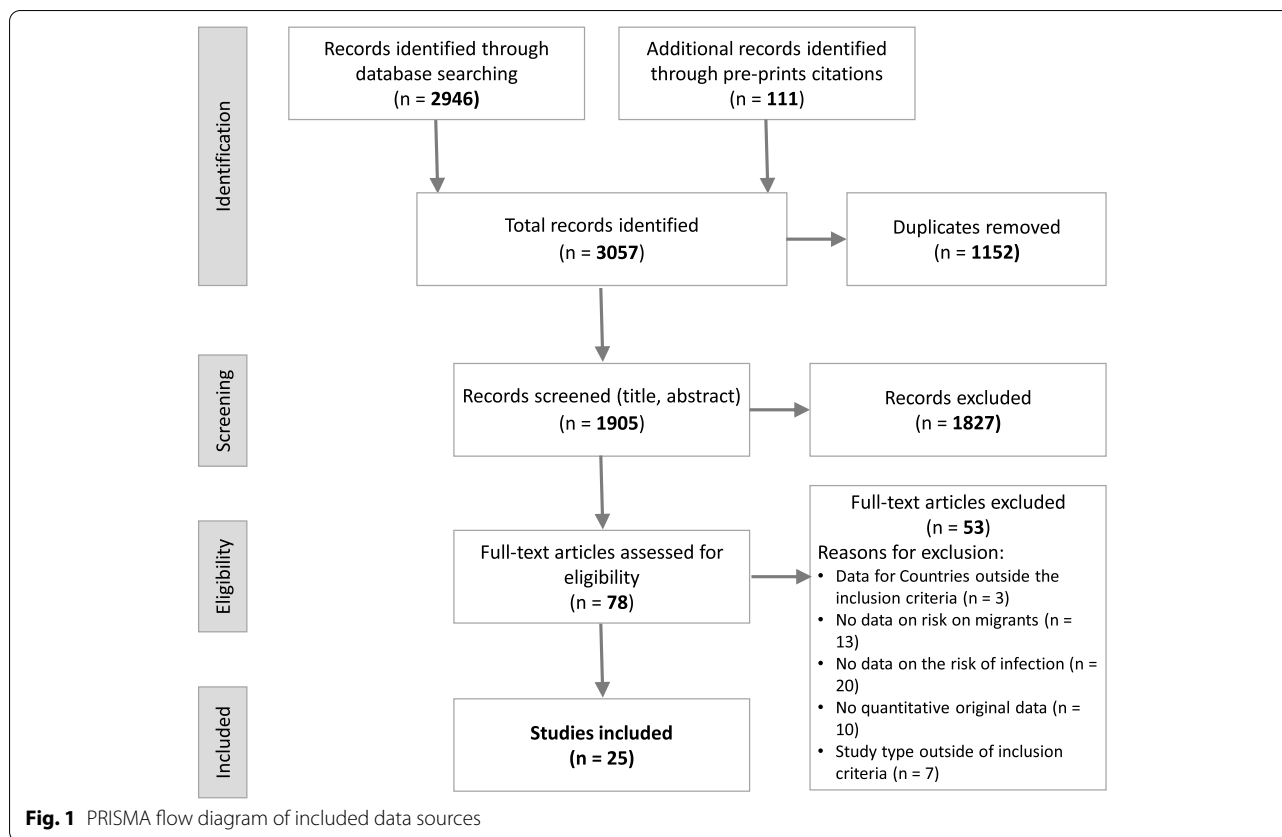 Identification
Records identified through
database searching
(n = 2946)
Additional records identified
through pre-prints citations
(n = 111)
Total records identified
(n = 3057)
Duplicates removed
(n = 1152)
Screening
Records screened (title, abstract)
(n = 1905)
Records excluded
(n = 1827)
Eligibility
Full-text articles assessed for
eligibility
(n = 78)
Full-text articles excluded
(n = 53)
Reasons for exclusion:
• Data for Countries outside the
inclusion criteria (n = 3)
• No data on risk on migrants (n =
13)
• No data on the risk of infection (n =
20)
• No quantitative original data (n =
10)
• Study type outside of inclusion
criteria (n = 7)
Included
Studies included
(n = 25)
Fig. 1 PRISMA flow diagram of included data sources